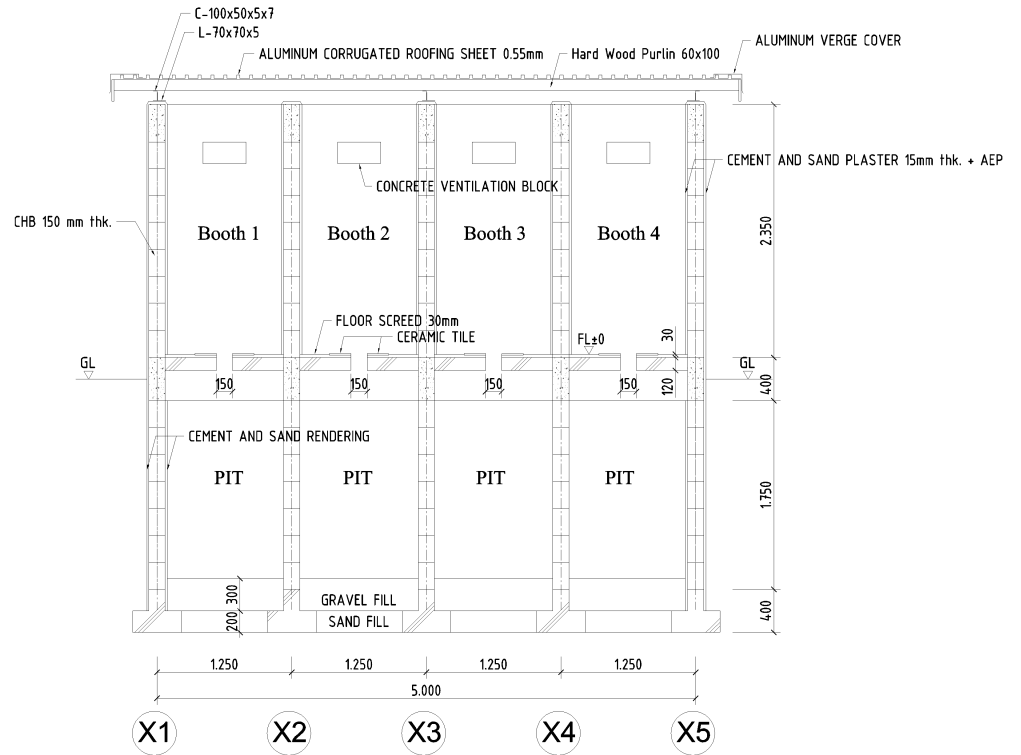 C-100x50x5x7
L-70x70x5
ALUMINUM CORRUGATED ROOFING SHEET 0.55mm
Hard Wood Purlin 60x100
ALUMINUM VERGE COVER
CONCRETE VENTILATION BLOCK
CEMENT AND SAND PLASTER 15mm thk. + AEP
CHB 150 mm thk.
Booth 1
Booth 2
Booth 3
Booth 4
2.350
FLOOR SCREED 30mm
CERAMIC TILE
FL±0
30
GL
GL
150
150
150
150
120
400
CEMENT AND SAND RENDERING
PIT
PIT
PIT
PIT
1.750
300
GRAVEL FILL
200
SAND FILL
400
1.250
1.250
1.250
1.250
5.000
X1
X2
X3
X4
X5